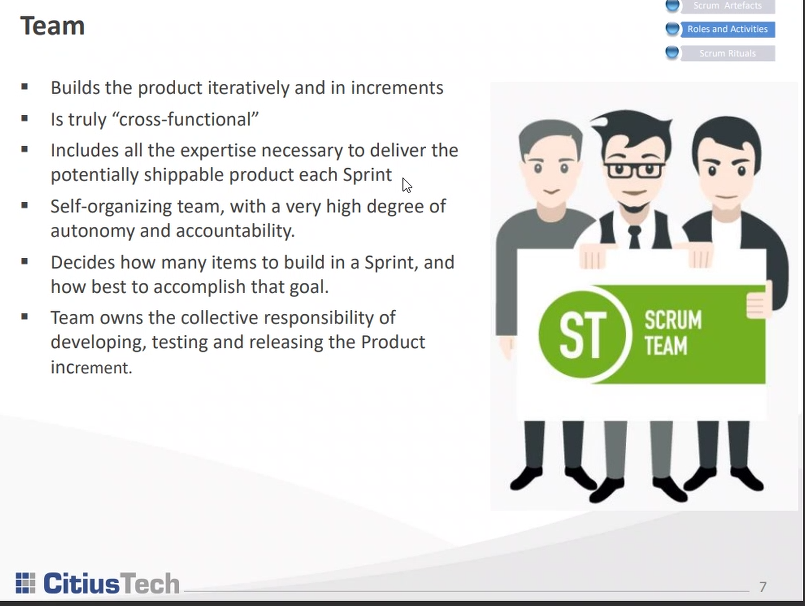 Team
Scrum Artefacts
Roles and Activities
Scrum Rituals
▪ Builds the product iteratively and in increments
▪ Is truly “cross-functional”
▪ Includes all the expertise necessary to deliver the
potentially shippable product each Sprint
▪ Self-organizing team, with a very high degree of
autonomy and accountability.
▪ Decides how many items to build in a Sprint, and
how best to accomplish that goal.
▪ Team owns the collective responsibility of
developing, testing and releasing the Product
increment.
ST
SCRUM
TEAM
CitiusTech
7